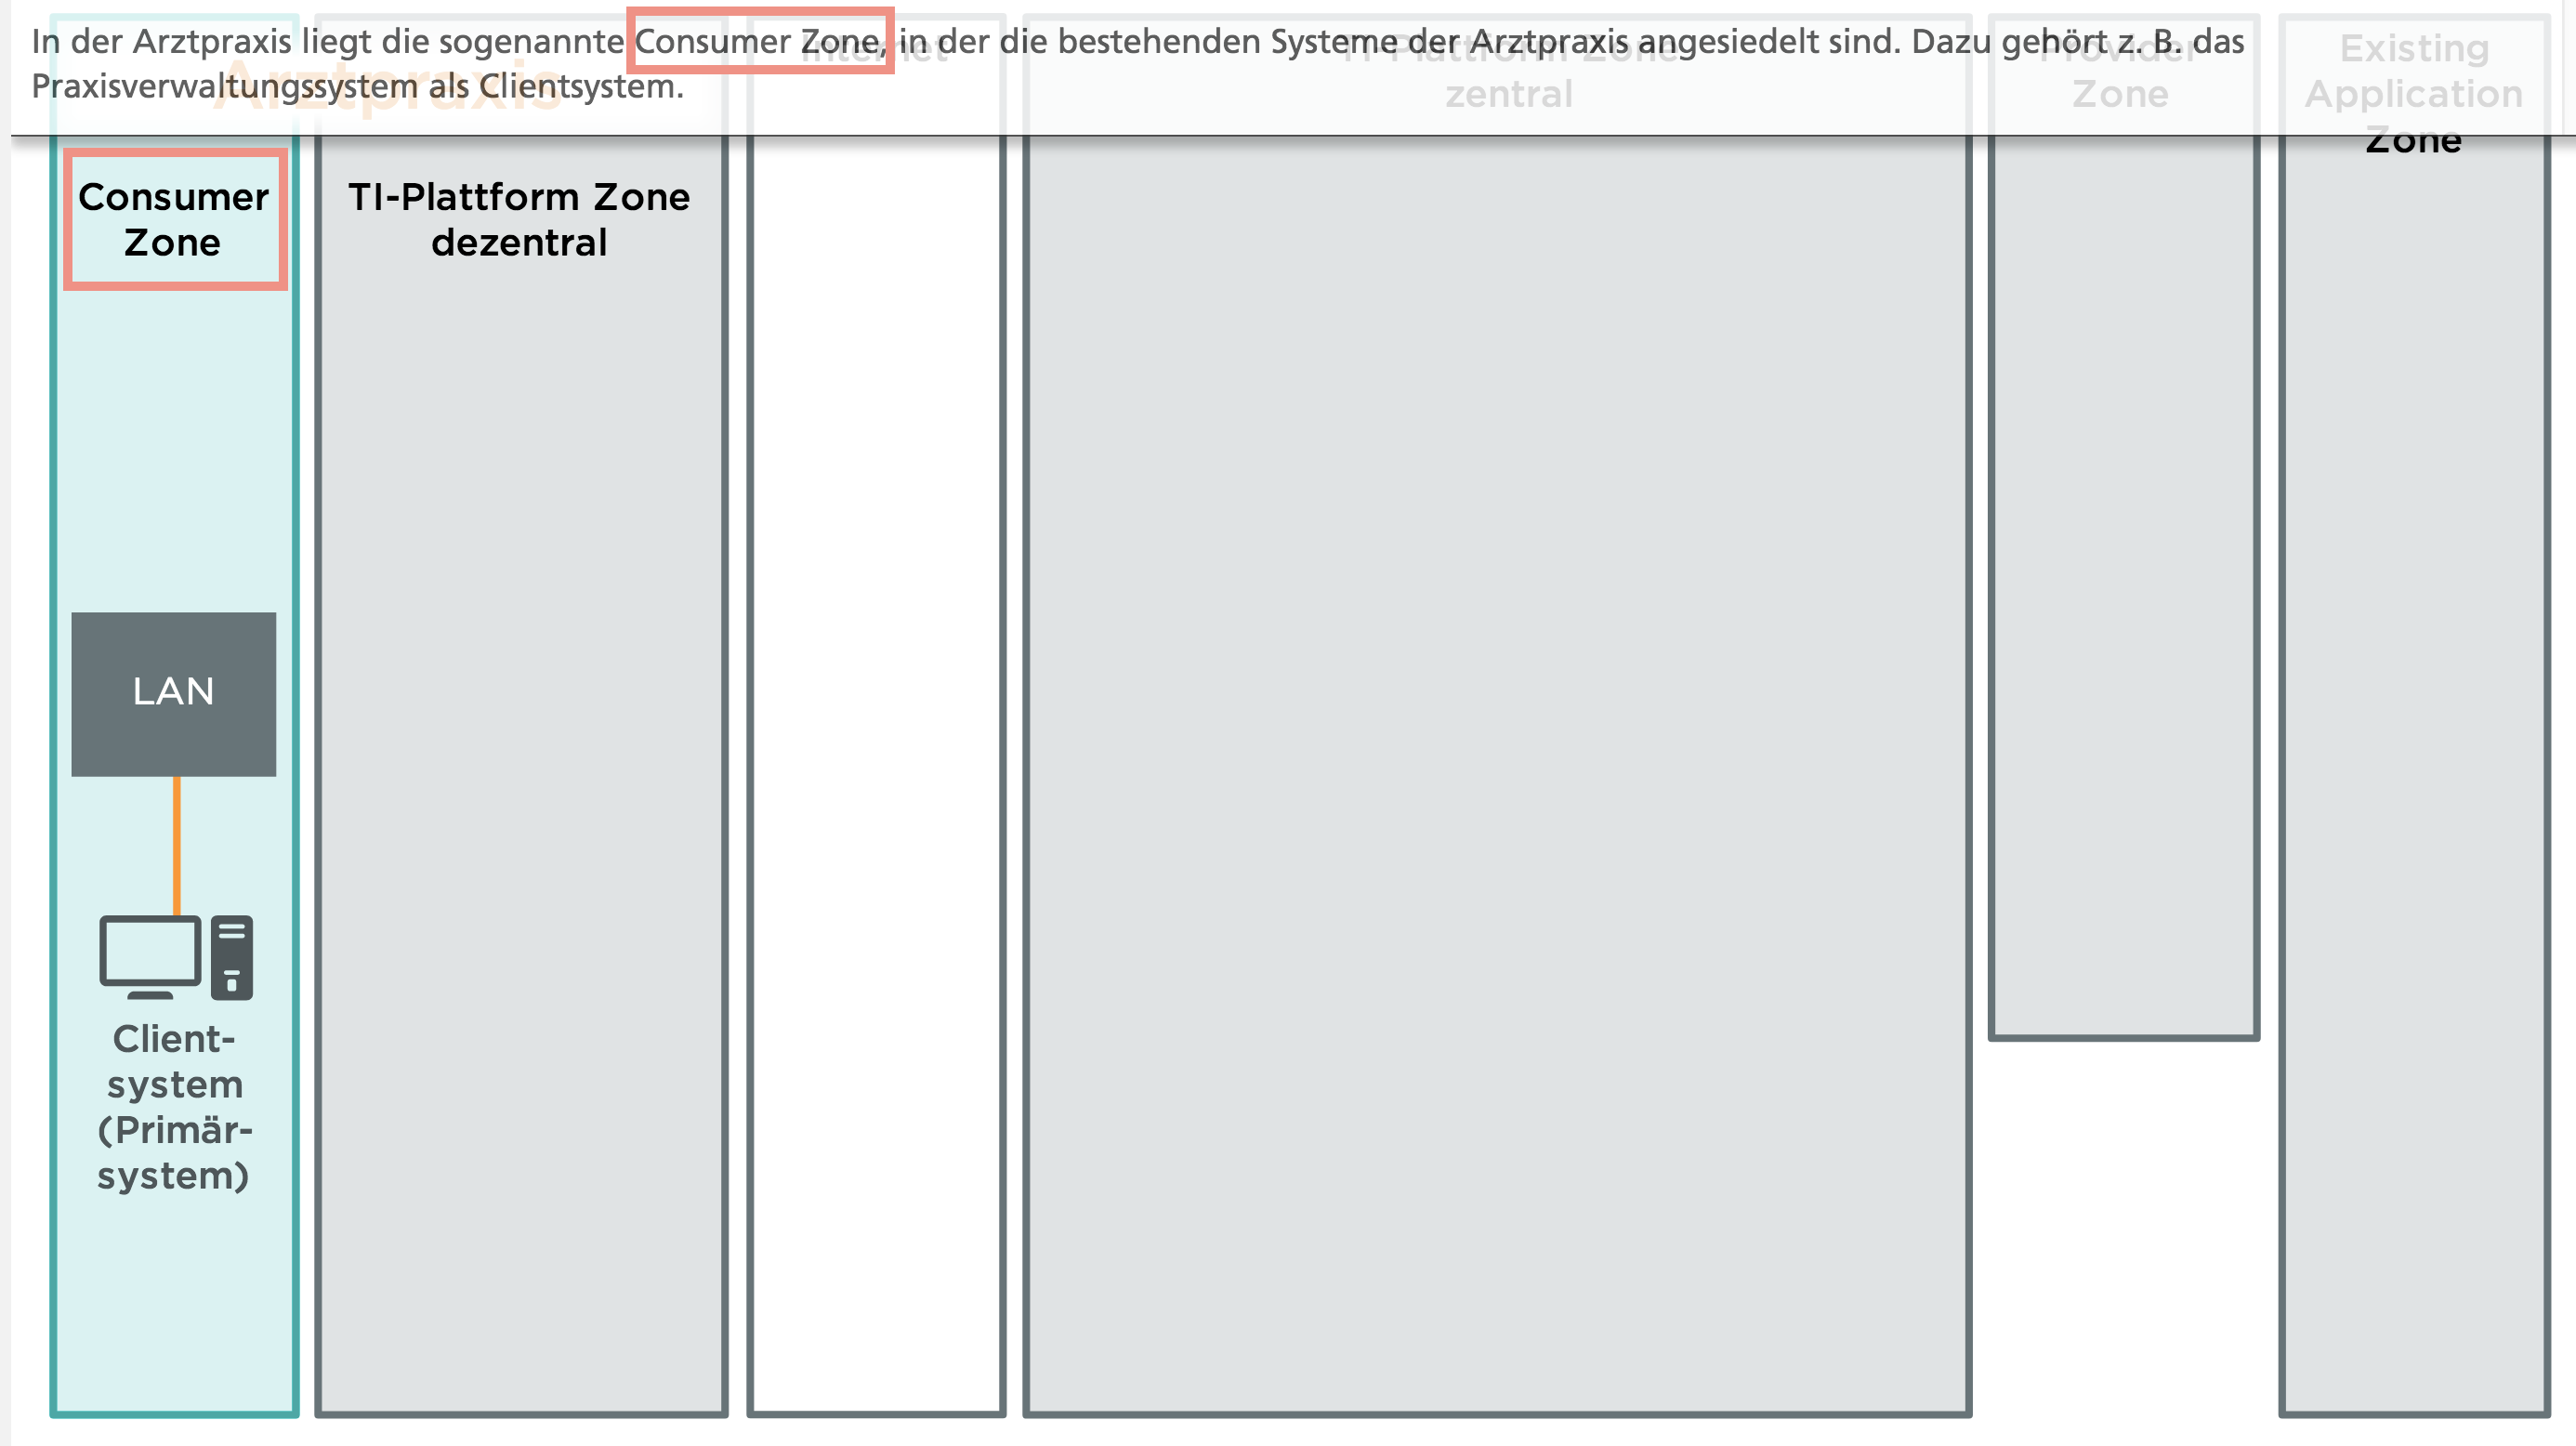 In der Arztpraxis liegt die sogenannte Consumer Zone, in der die bestehenden Systeme der Arztpraxis angesiedelt sind. Dazu gehört z. B. das
Praxisverwaltungssystem als Clientsystem.
Arztpraxis
Internet
TI-Plattform Zone
zentral
Provider
Zone
Existing
Application
Zone
Consumer
Zone
TI-Plattform Zone
dezentral
LAN
Client-
system
(Primär-
system)